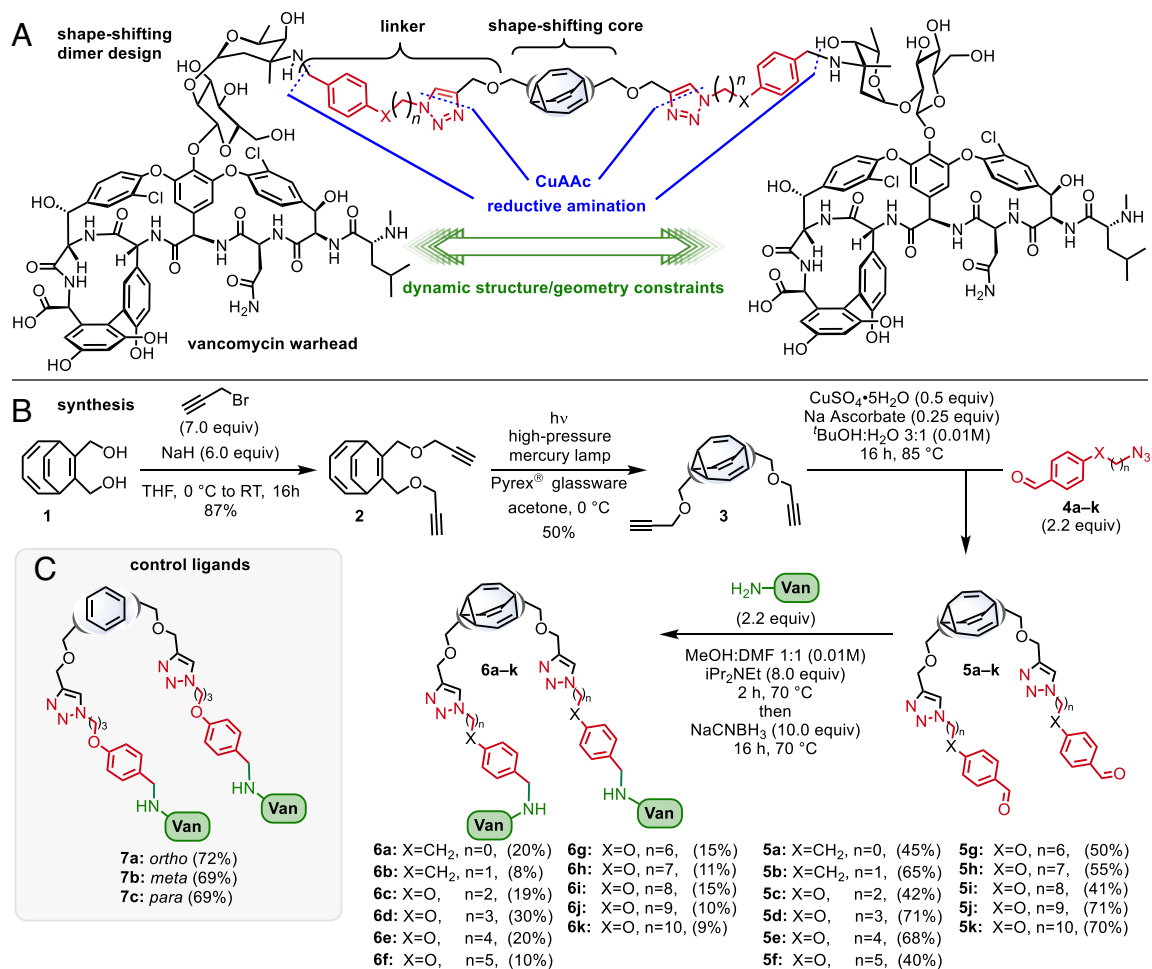 A
shape-shifting
dimer design
linker
shape-shifting core
CuAAc
reductive amination
dynamic structure/geometry constraints
vancomycin warhead
B
synthesis
Br
(7.0 equiv)
NaH (6.0 equiv)
THF, 0 °C to RT, 16h
87%
OH
OH
1
2
hν
high-pressure
mercury lamp
Pyrex® glassware
acetone, 0 °C
50%
3
CuSO4•5H2O (0.5 equiv)
Na Ascorbate (0.25 equiv)
tBuOH:H2O 3:1 (0.01M)
16 h, 85 °C
4a–k
(2.2 equiv)
C
control ligands
7a: ortho (72%)
7b: meta (69%)
7c: para (69%)
6a–k
H2N Van
(2.2 equiv)
MeOH:DMF 1:1 (0.01M)
iPr2NEt (8.0 equiv)
2 h, 70 °C
then
NaCNBH3 (10.0 equiv)
16 h, 70 °C
5a–k
HN
Van
HN
Van
NH
Van
HN
Van
6a: X=CH2, n=0, (20%)
6b: X=CH2, n=1, (8%)
6c: X=O, n=2, (19%)
6d: X=O, n=3, (30%)
6e: X=O, n=4, (20%)
6f: X=O, n=5, (10%)
6g: X=O, n=6, (15%)
6h: X=O, n=7, (11%)
6i: X=O, n=8, (15%)
6j: X=O, n=9, (10%)
6k: X=O, n=10, (9%)
5a: X=CH2, n=0, (45%)
5b: X=CH2, n=1, (65%)
5c: X=O, n=2, (42%)
5d: X=O, n=3, (71%)
5e: X=O, n=4, (68%)
5f: X=O, n=5, (40%)
5g: X=O, n=6, (50%)
5h: X=O, n=7, (55%)
5i: X=O, n=8, (41%)
5j: X=O, n=9, (71%)
5k: X=O, n=10, (70%)